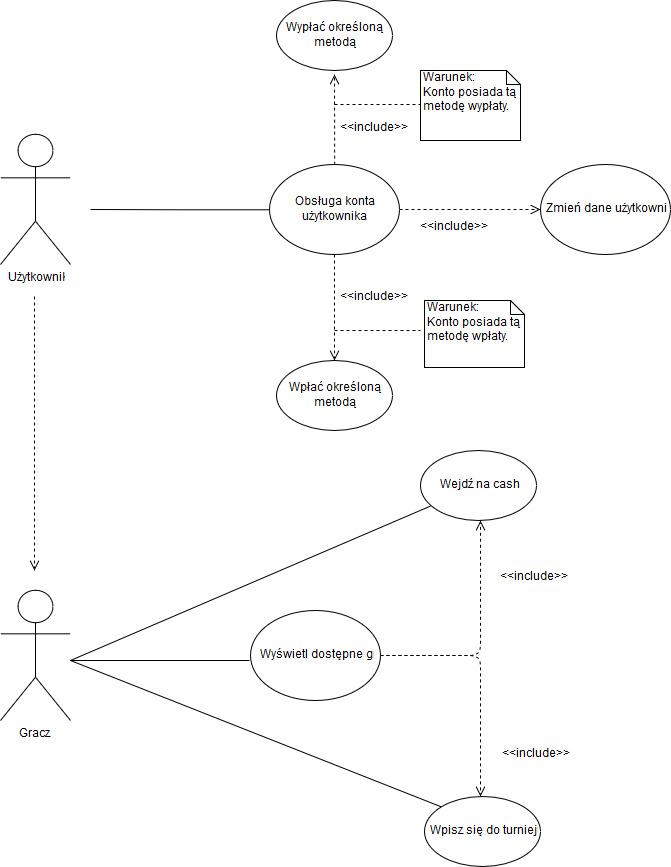 Wypłać określoną
metodą
Warunek:
Konto posiada tą
metodę wypłaty.
<<include>>
Obsługa konta
użytkownika
Zmień dane użytkowni
<<include>>
Użytkownił
<<include>>
Warunek:
Konto posiada tą
metodę wpłaty.
Wpłać określoną
metodą
Wejdź na cash
<<include>>
Wyświetl dostępne g
Gracz
<<include>>
Wpisz się do turniej